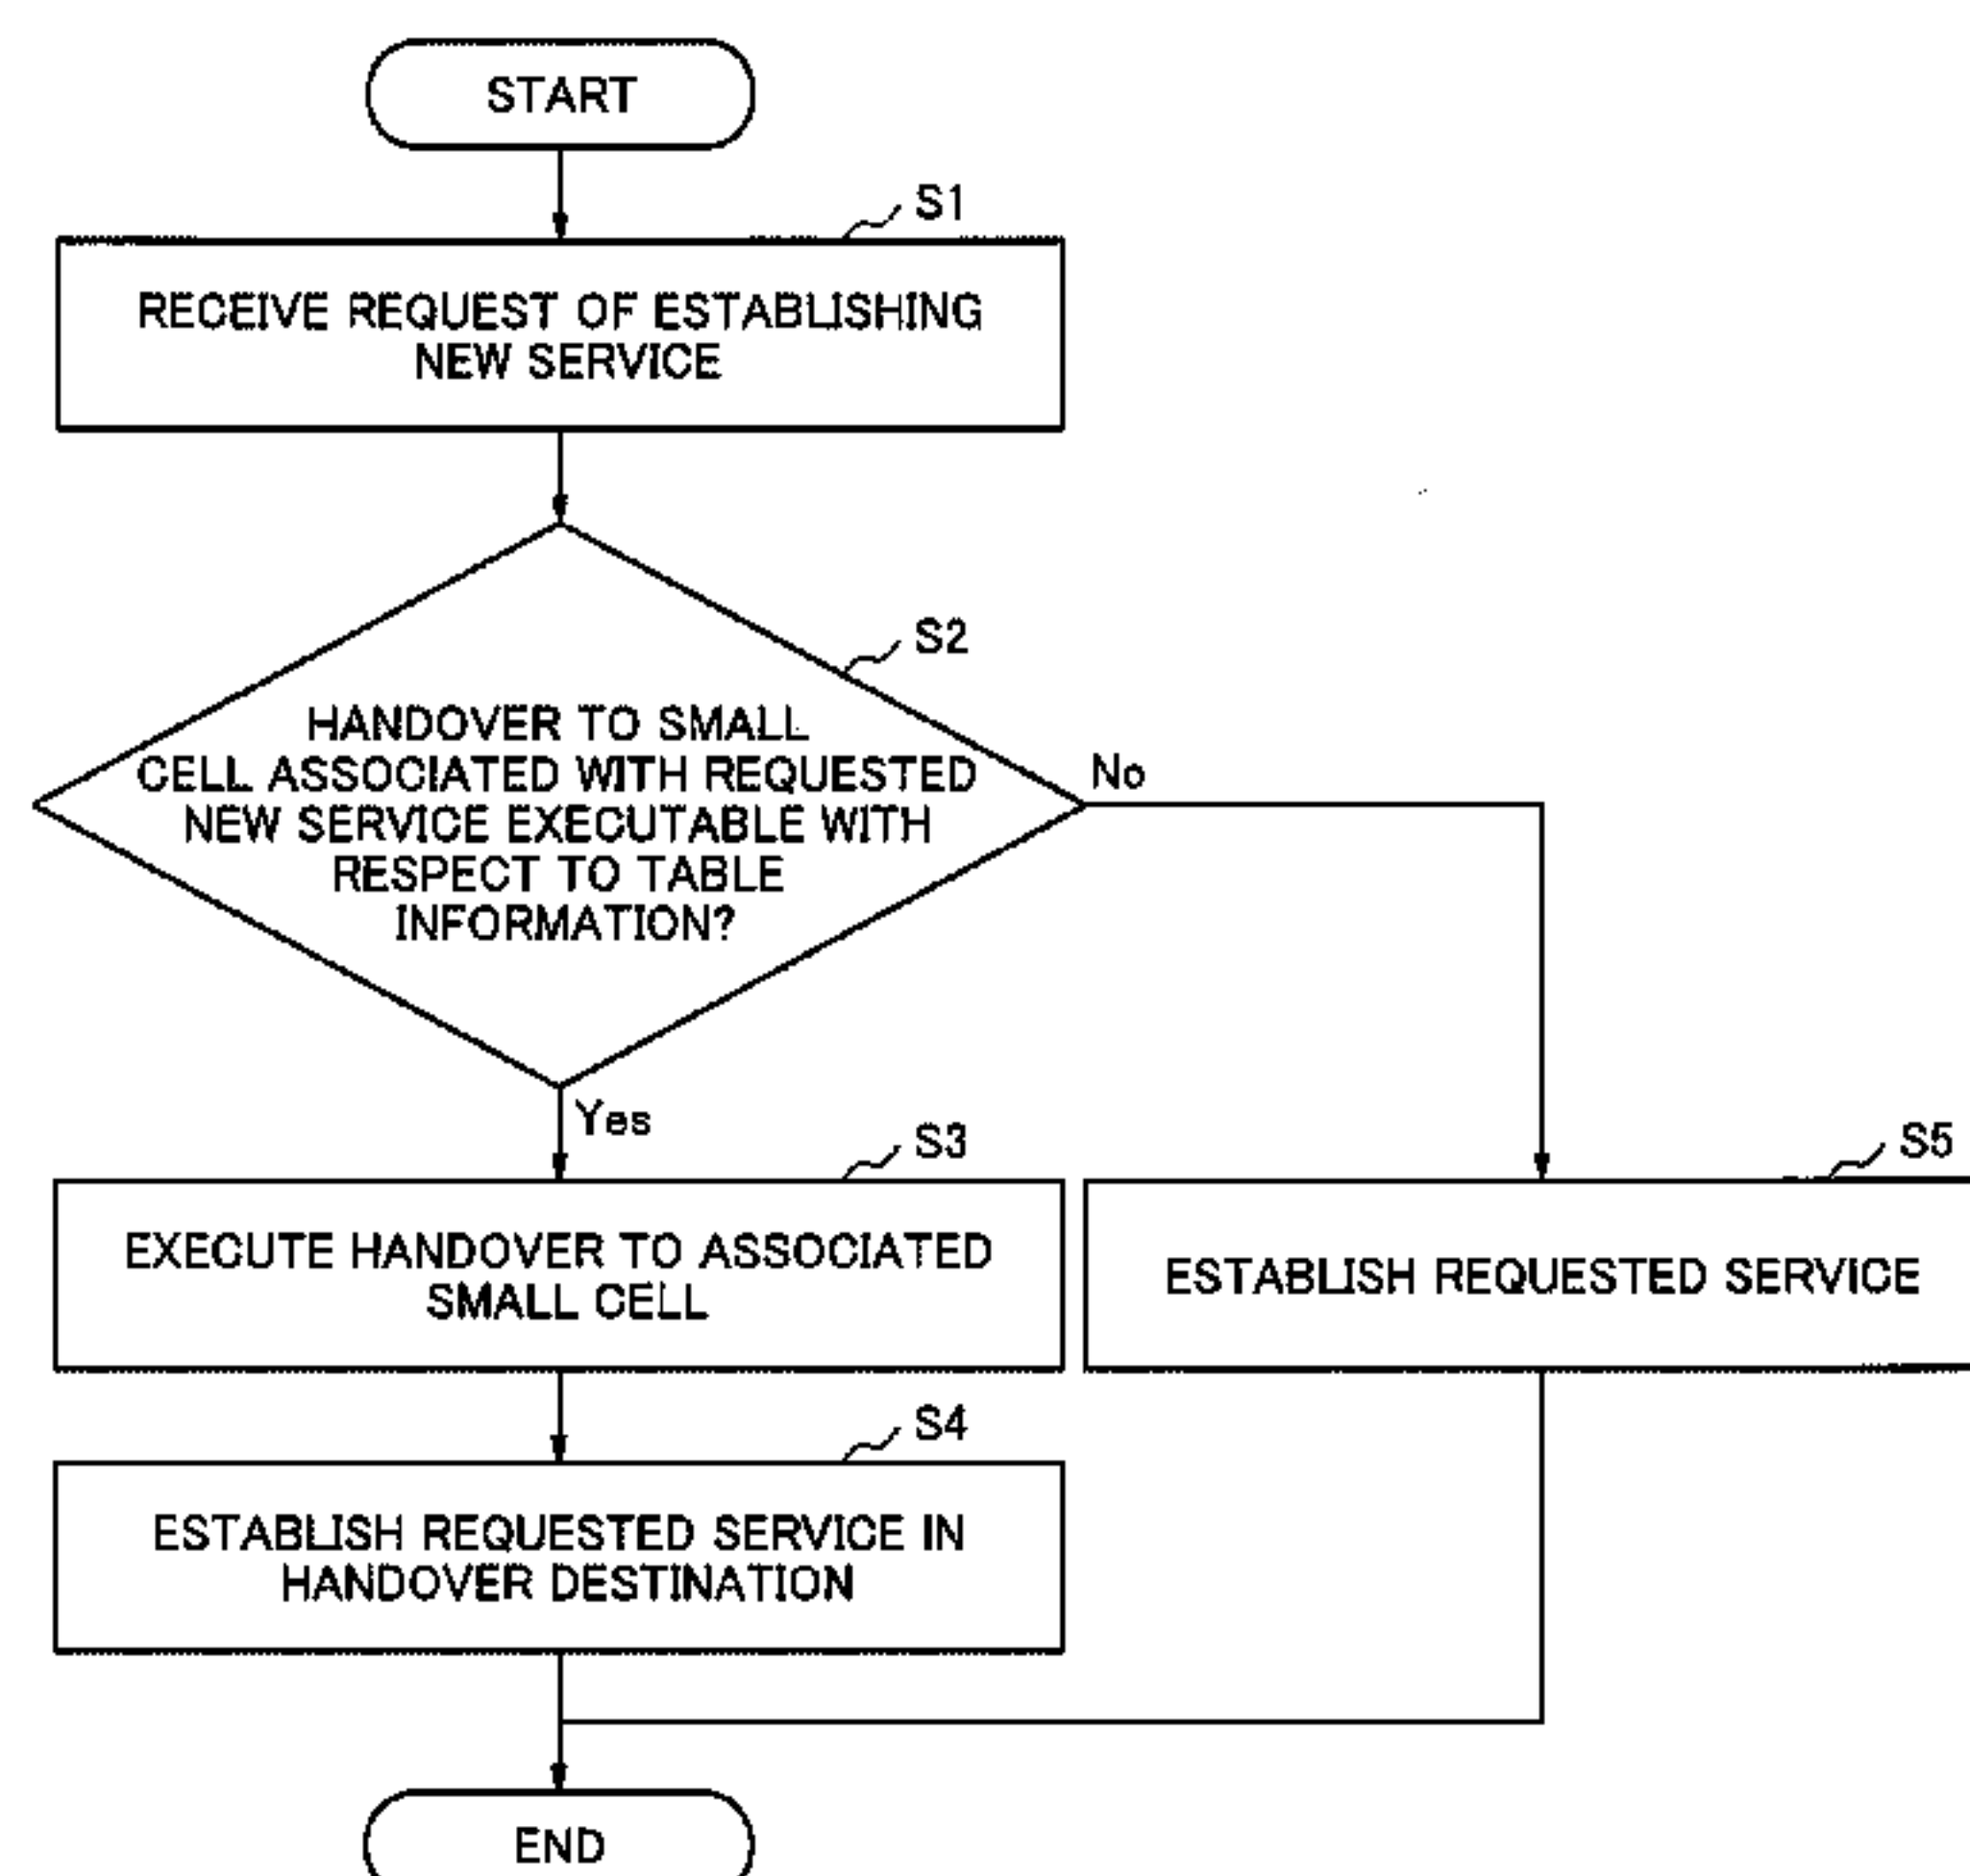 START
S1
RECEIVE REQUEST OF ESTABLISHING
NEW SERVICE
S2
HANDOVER TO SMALL
CELL ASSOCIATED WITH REQUESTED
NEW SERVICE EXECUTABLE WITH
RESPECT TO TABLE
INFORMATION?
No
Yes
S3
EXECUTE HANDOVER TO ASSOCIATED
SMALL CELL
S5
ESTABLISH REQUESTED SERVICE
S4
ESTABLISH REQUESTED SERVICE IN
HANDOVER DESTINATION
END